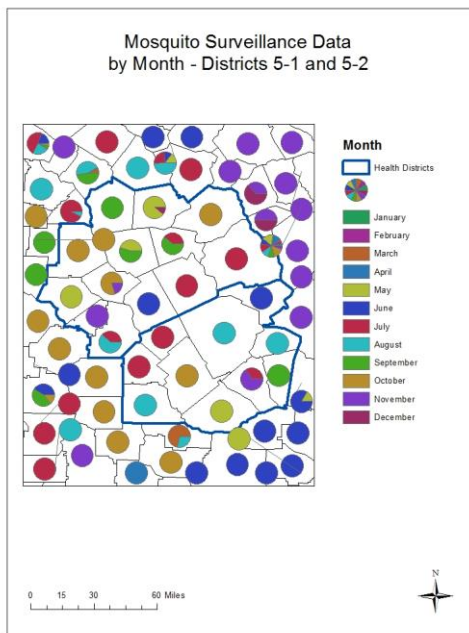 Mosquito Surveillance Data
by Month - Districts 5-1 and 5-2
Month
Health Districts
January
February
March
April
May
June
July
August
September
October
November
December
0 15 30 60 Miles
N